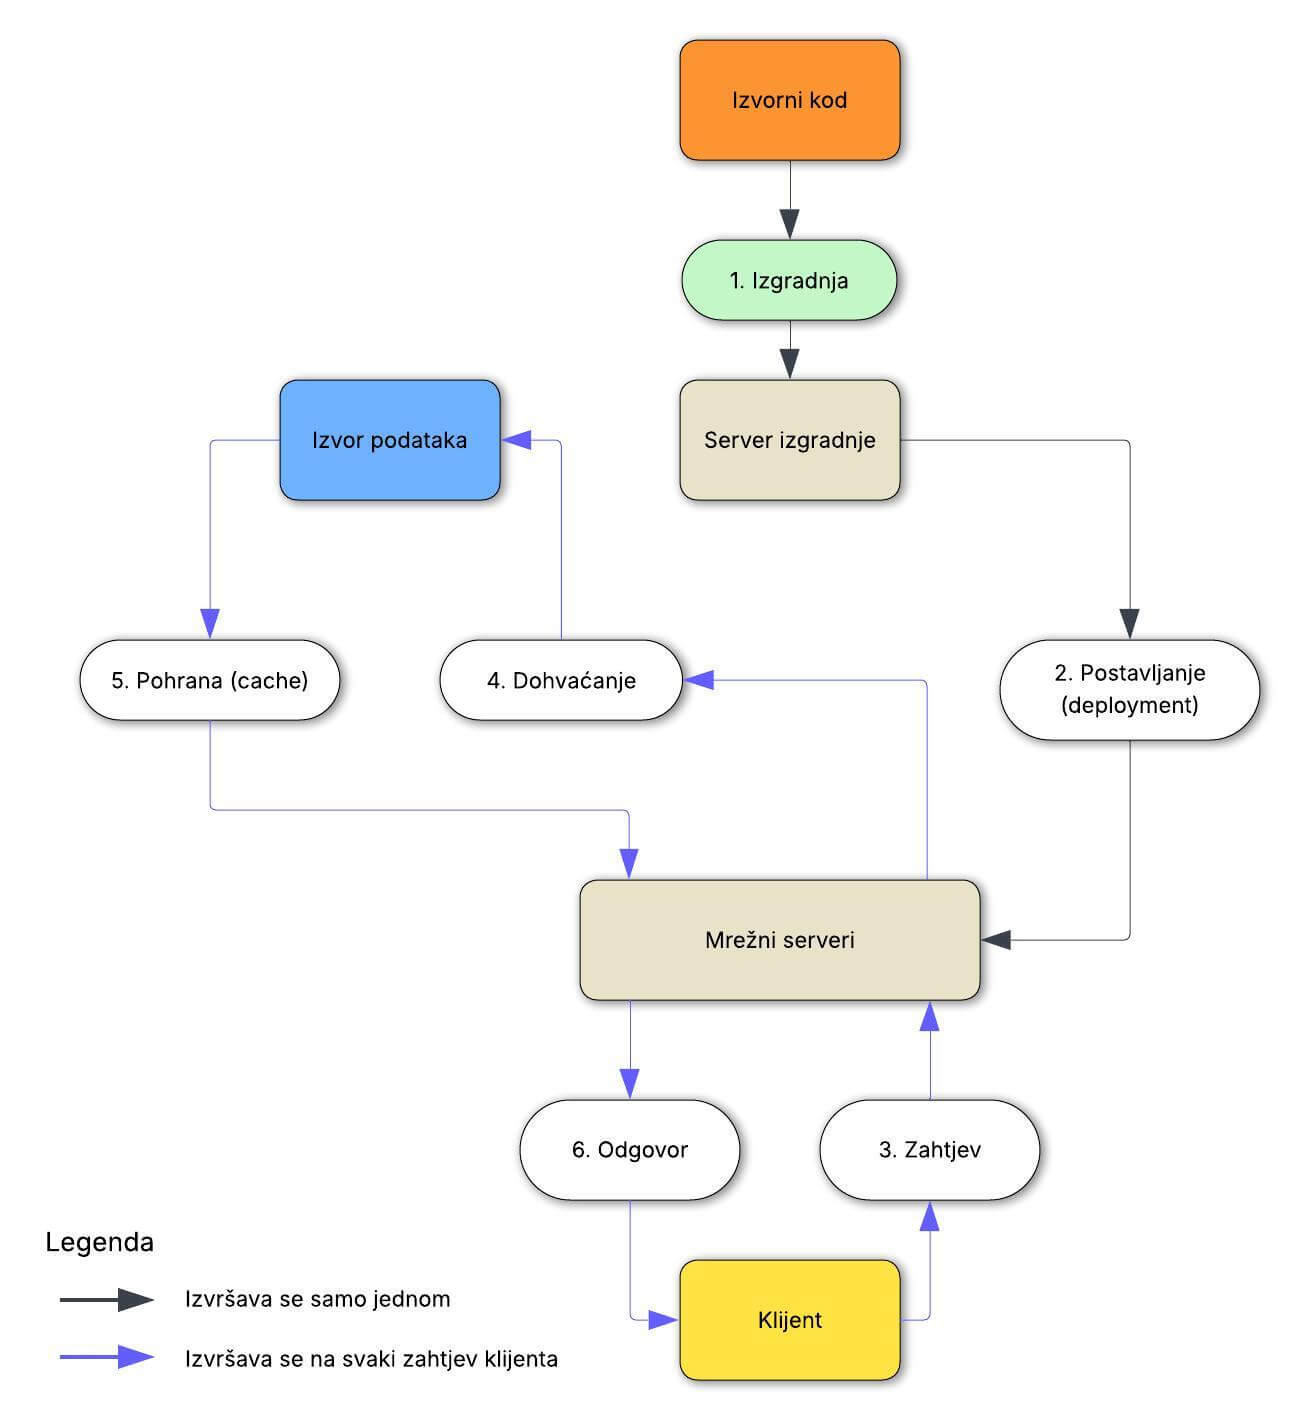 Izvorni kod
1. Izgradnja
Izvor podataka
Server izgradnje
5. Pohrana (cache)
4. Dohvaćanje
2. Postavljanje
(deployment)
Mrežni serveri
6. Odgovor
3. Zahtjev
Klijent
Legenda
Izvršava se samo jednom
Izvršava se na svaki zahtjev klijenta